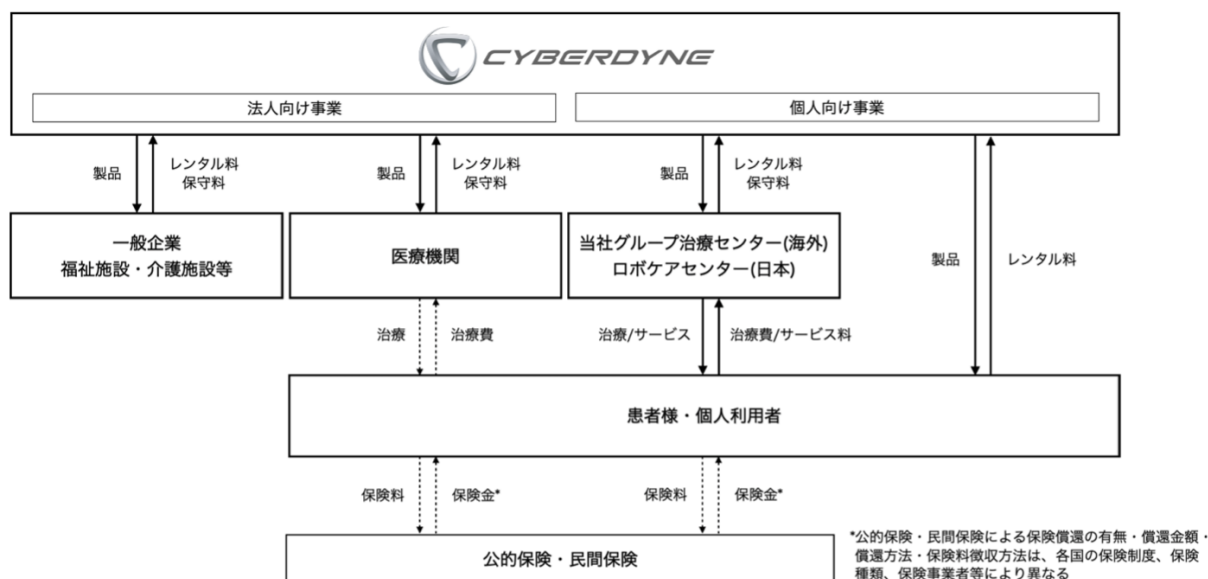 CYBERDYNE
法人向け事業
個人向け事業
製品
レンタル料
保守料
製品
レンタル料
保守料
製品
レンタル料
保守料
製品
レンタル料
一般企業
福祉施設・介護施設等
医療機関
当社グループ治療センター(海外)
ロボケアセンター(日本)
治療
治療費
治療/サービス
治療費/サービス料
患者様・個人利用者
保険料
保険金*
保険料
保険金*
公的保険・民間保険
*公的保険・民間保険による保険償還の有無・償還金額・
償還方法・保険料徴収方法は、各国の保険制度、保険
種類、保険事業者等により異なる